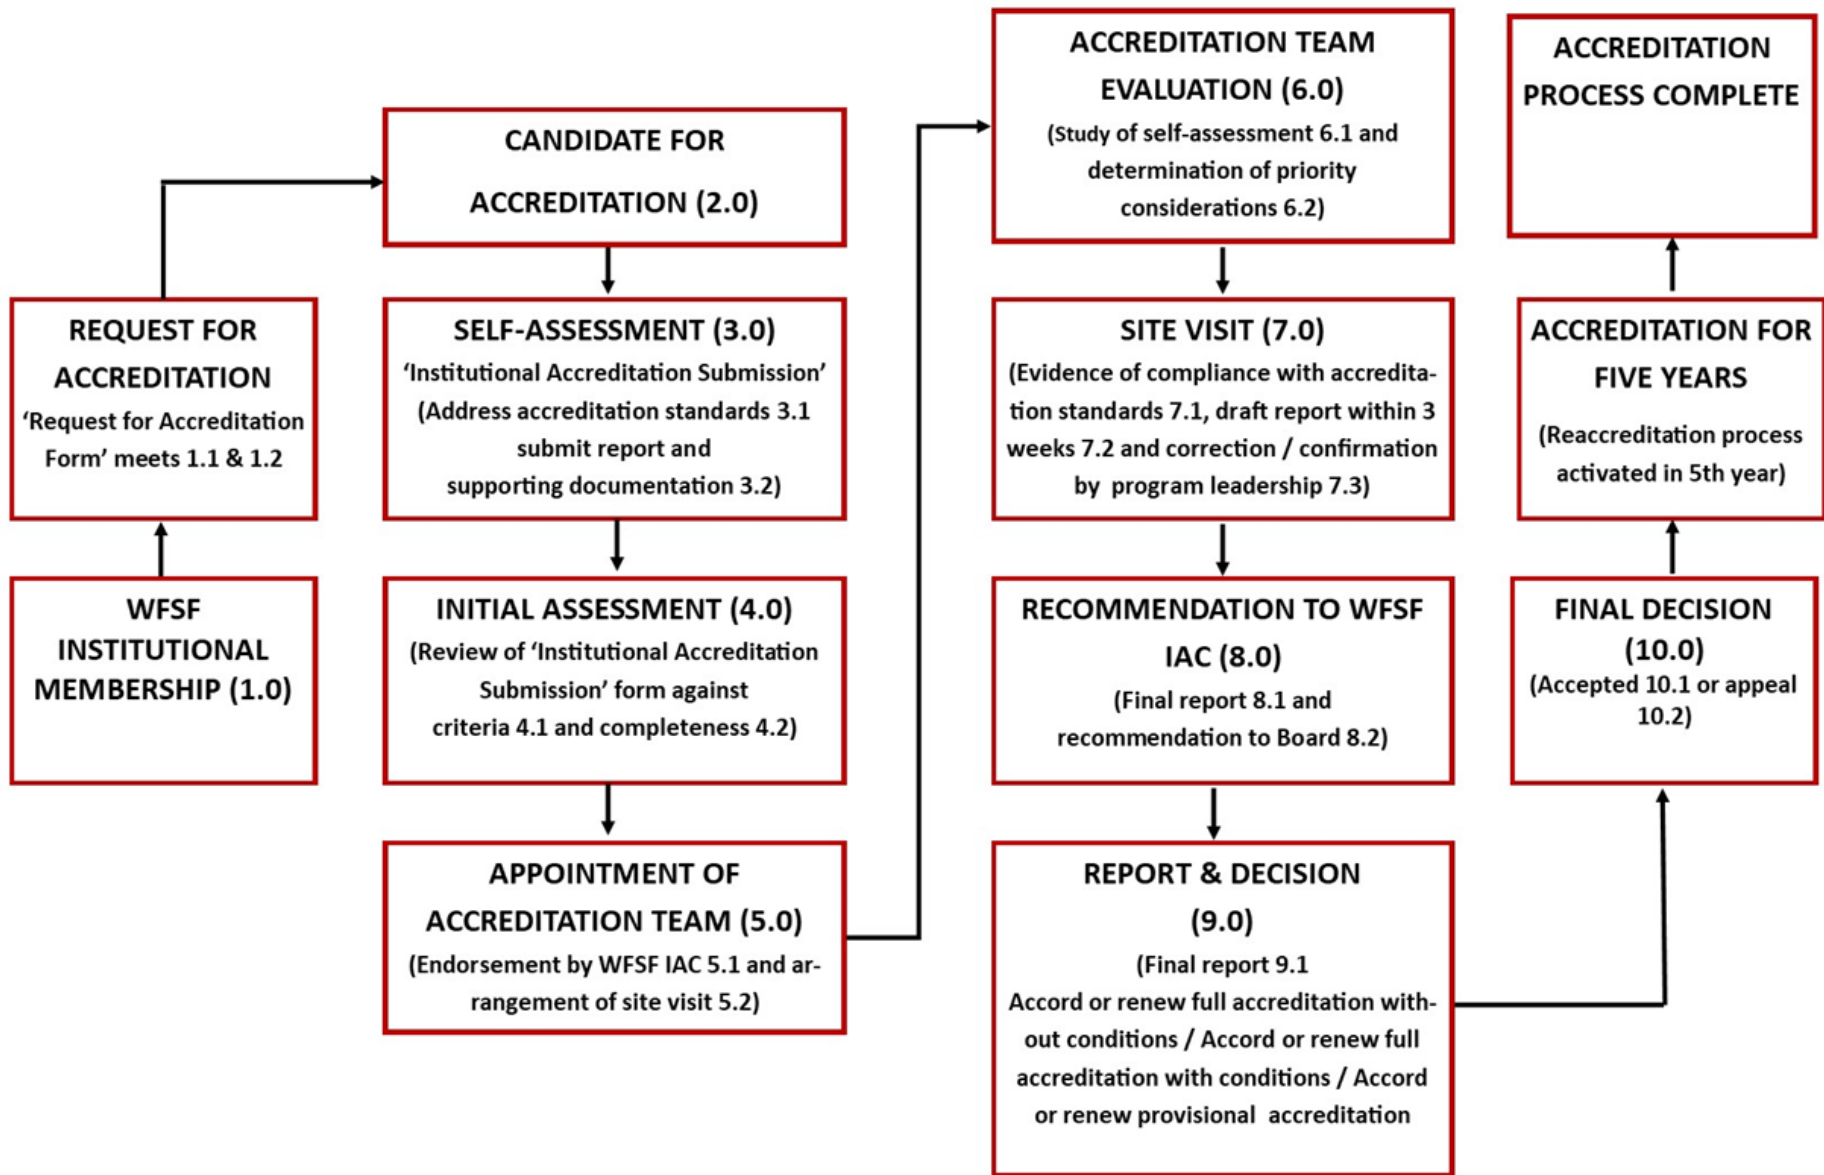 WFSF
INSTITUTIONAL
MEMBERSHIP (1.0)
REQUEST FOR
ACCREDITATION
‘Request for Accreditation
Form’ meets 1.1 & 1.2
CANDIDATE FOR
ACCREDITATION (2.0)
SELF-ASSESSMENT (3.0)
‘Institutional Accreditation Submission’
(Address accreditation standards 3.1
submit report and
supporting documentation 3.2)
INITIAL ASSESSMENT (4.0)
(Review of ‘Institutional Accreditation
Submission’ form against
criteria 4.1 and completeness 4.2)
APPOINTMENT OF
ACCREDITATION TEAM (5.0)
(Endorsement by WFSF IAC 5.1 and ar-
rangement of site visit 5.2)
ACCREDITATION TEAM
EVALUATION (6.0)
(Study of self-assessment 6.1 and
determination of priority
considerations 6.2)
SITE VISIT (7.0)
(Evidence of compliance with accredita-
tion standards 7.1, draft report within 3
weeks 7.2 and correction / confirmation
by program leadership 7.3)
RECOMMENDATION TO WFSF
IAC (8.0)
(Final report 8.1 and
recommendation to Board 8.2)
REPORT & DECISION
(9.0)
(Final report 9.1
Accord or renew full accreditation with-
out conditions / Accord or renew full
accreditation with conditions / Accord
or renew provisional accreditation
FINAL DECISION
(10.0)
(Accepted 10.1 or appeal
10.2)
ACCREDITATION FOR
FIVE YEARS
(Reaccreditation process
activated in 5th year)
ACCREDITATION
PROCESS COMPLETE